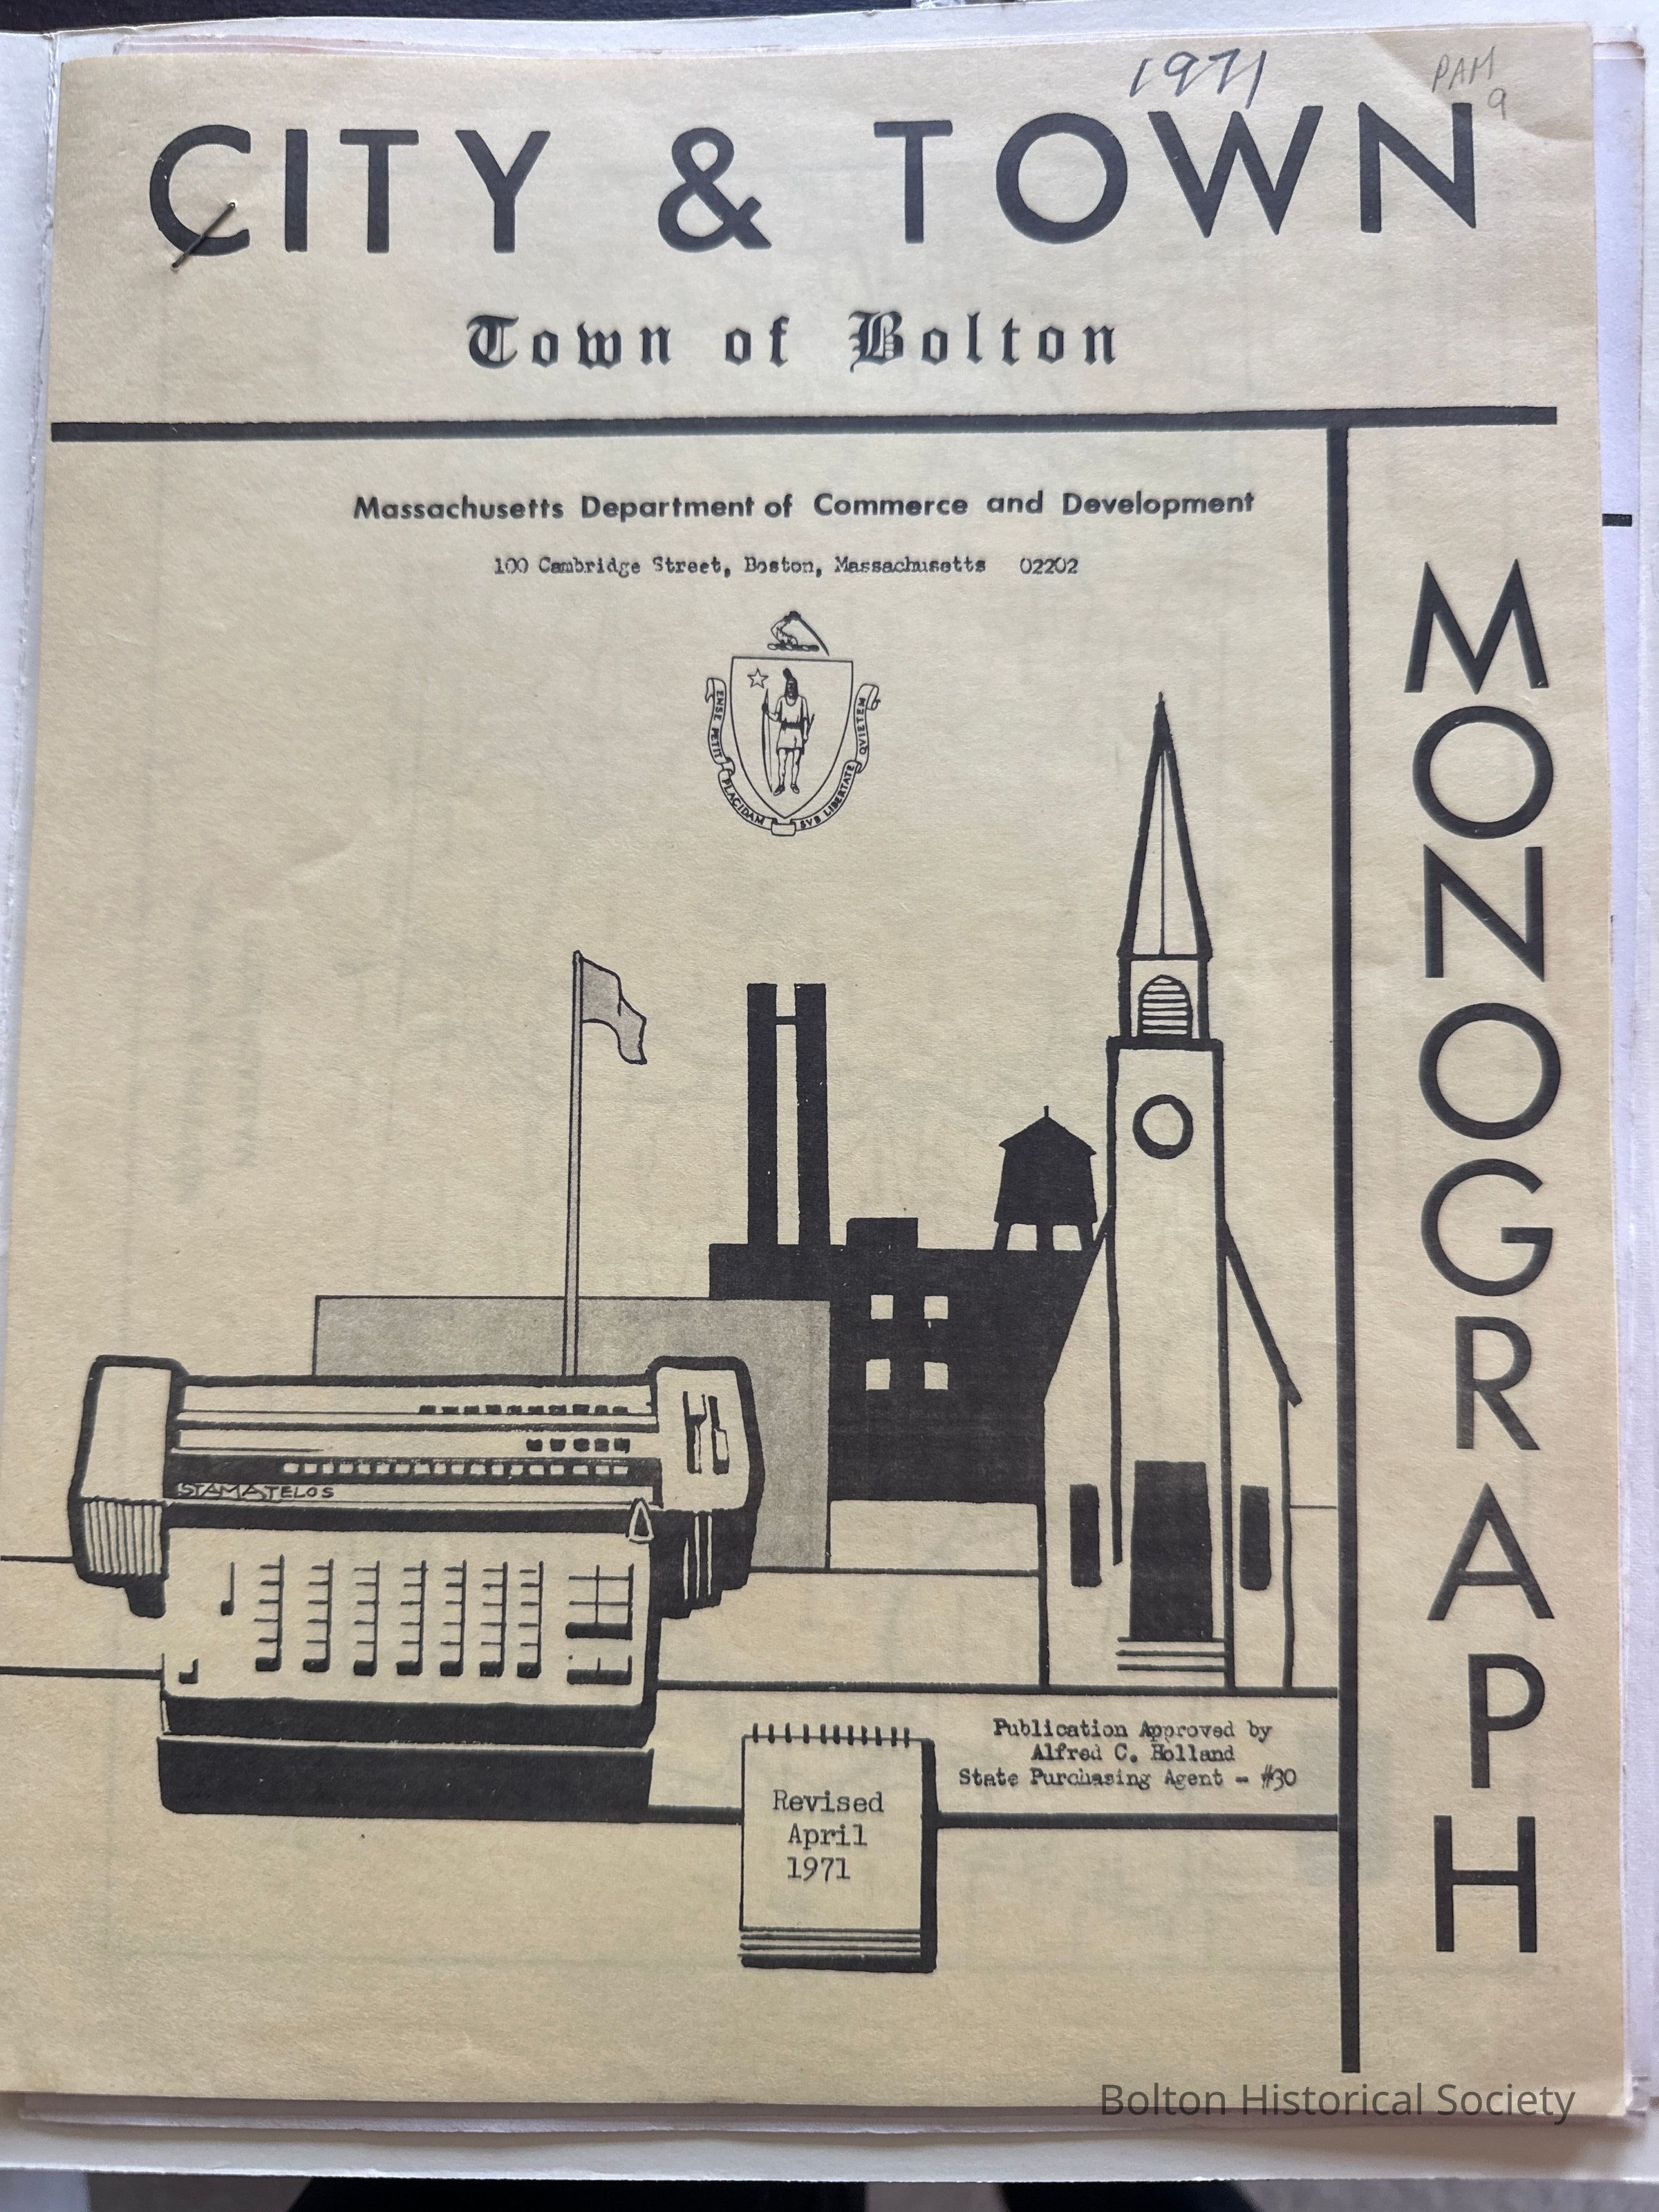 1971
PAM
9
CITY & TOWN
Town of Bolton
Massachusetts Department of Commerce and Development
100 Cambridge Street, Boston, Massachusetts 02202
ENSE PETIT PLACIDAM SVB LIBERTATE QVIETEM
MONOGRAPH
STAMATELOS
Publication Approved by
Alfred C. Holland
State Purchasing Agent - #30
Revised
April
1971
Bolton Historical Society